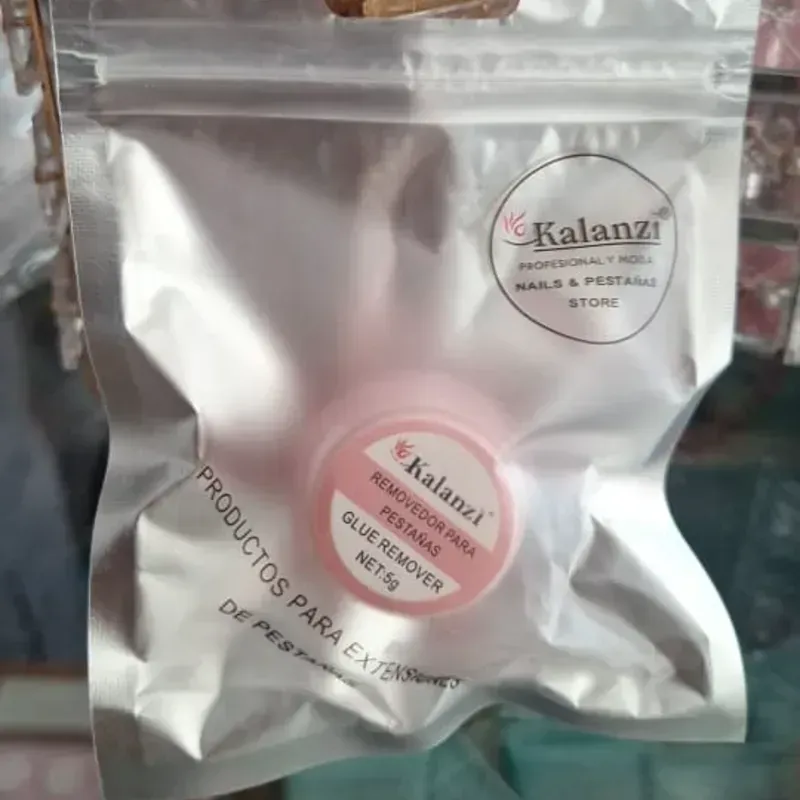 Kalanzi®
PROFESIONAL Y MODA
NAILS & PESTAÑAS
STORE
Kalanzi
REMOVEDOR PARA
PESTAÑAS
GLUE REMOVER
NET:5g
PRODUCTOS PARA EXTENSIONES
DE PESTAÑAS